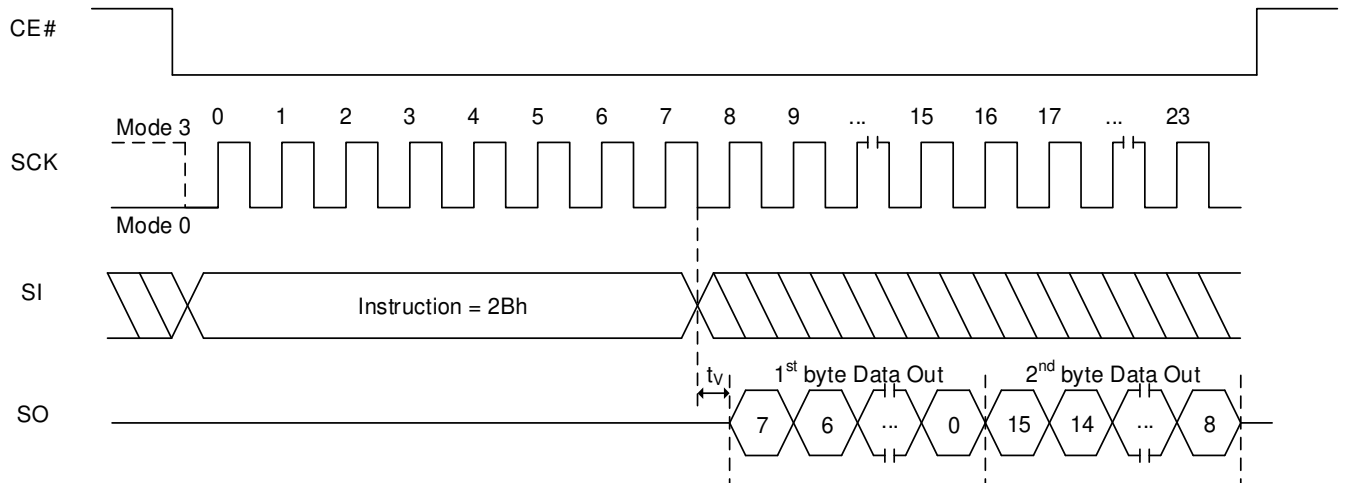 CE#
0 1 2 3 4 5 6 7 8 9 ... 15 16 17 ... 23
Mode 3
SCK
Mode 0
SI
Instruction = 2Bh
tV 1st byte Data Out 2nd byte Data Out
SO
7 6 ... 0 15 14 ... 8